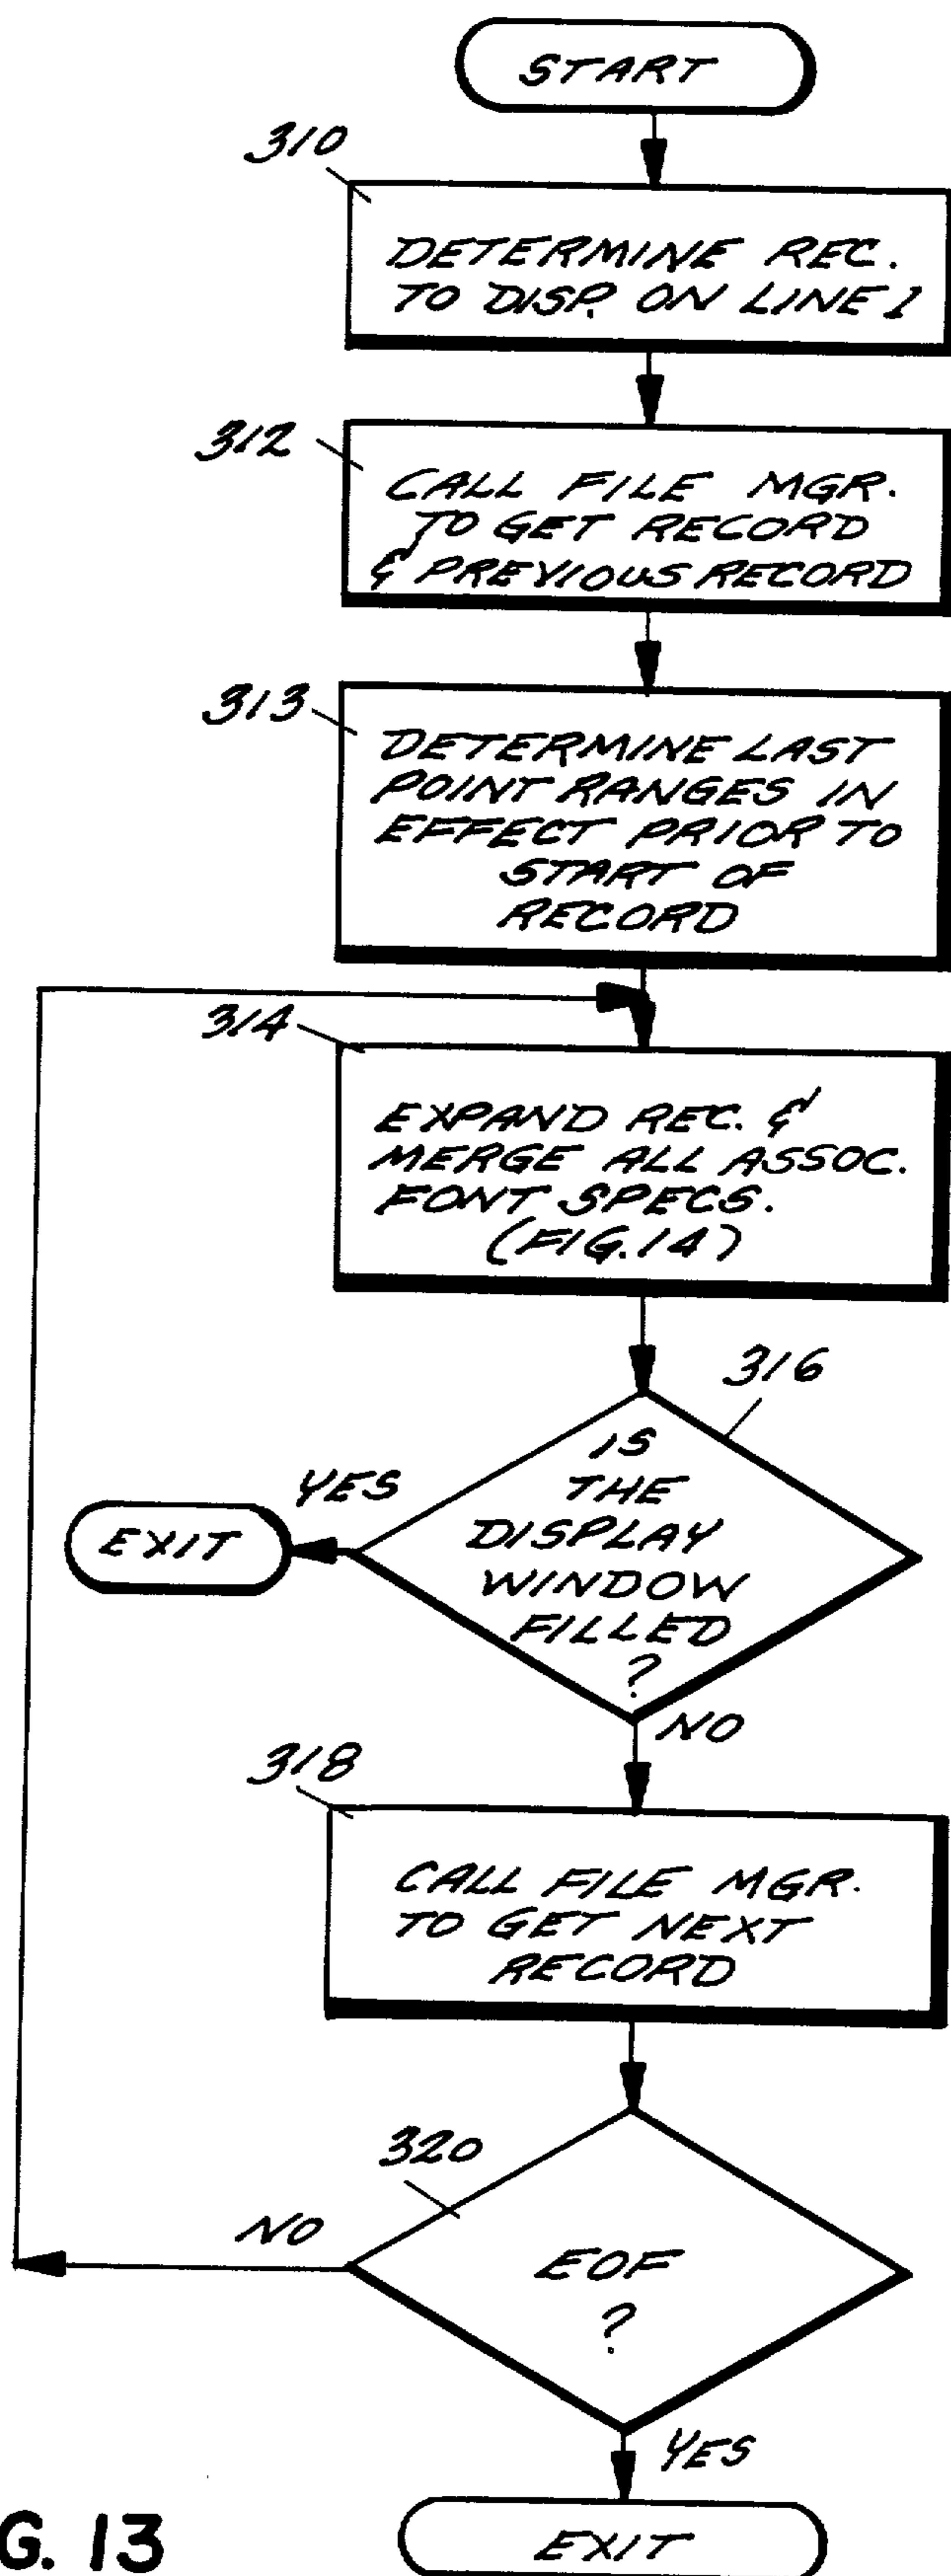 START
310
DETERMINE REC.
TO DISP. ON LINE 1
312
CALL FILE MGR.
TO GET RECORD
& PREVIOUS RECORD
313
DETERMINE LAST
POINT RANGES IN
EFFECT PRIOR TO
START OF
RECORD
314
EXPAND REC. &
MERGE ALL ASSOC.
FONT SPECS.
(FIG.14)
316
IS
THE
DISPLAY
WINDOW
FILLED
?
YES
EXIT
NO
318
CALL FILE MGR.
TO GET NEXT
RECORD
320
EOF
?
NO
YES
EXIT
G. 13